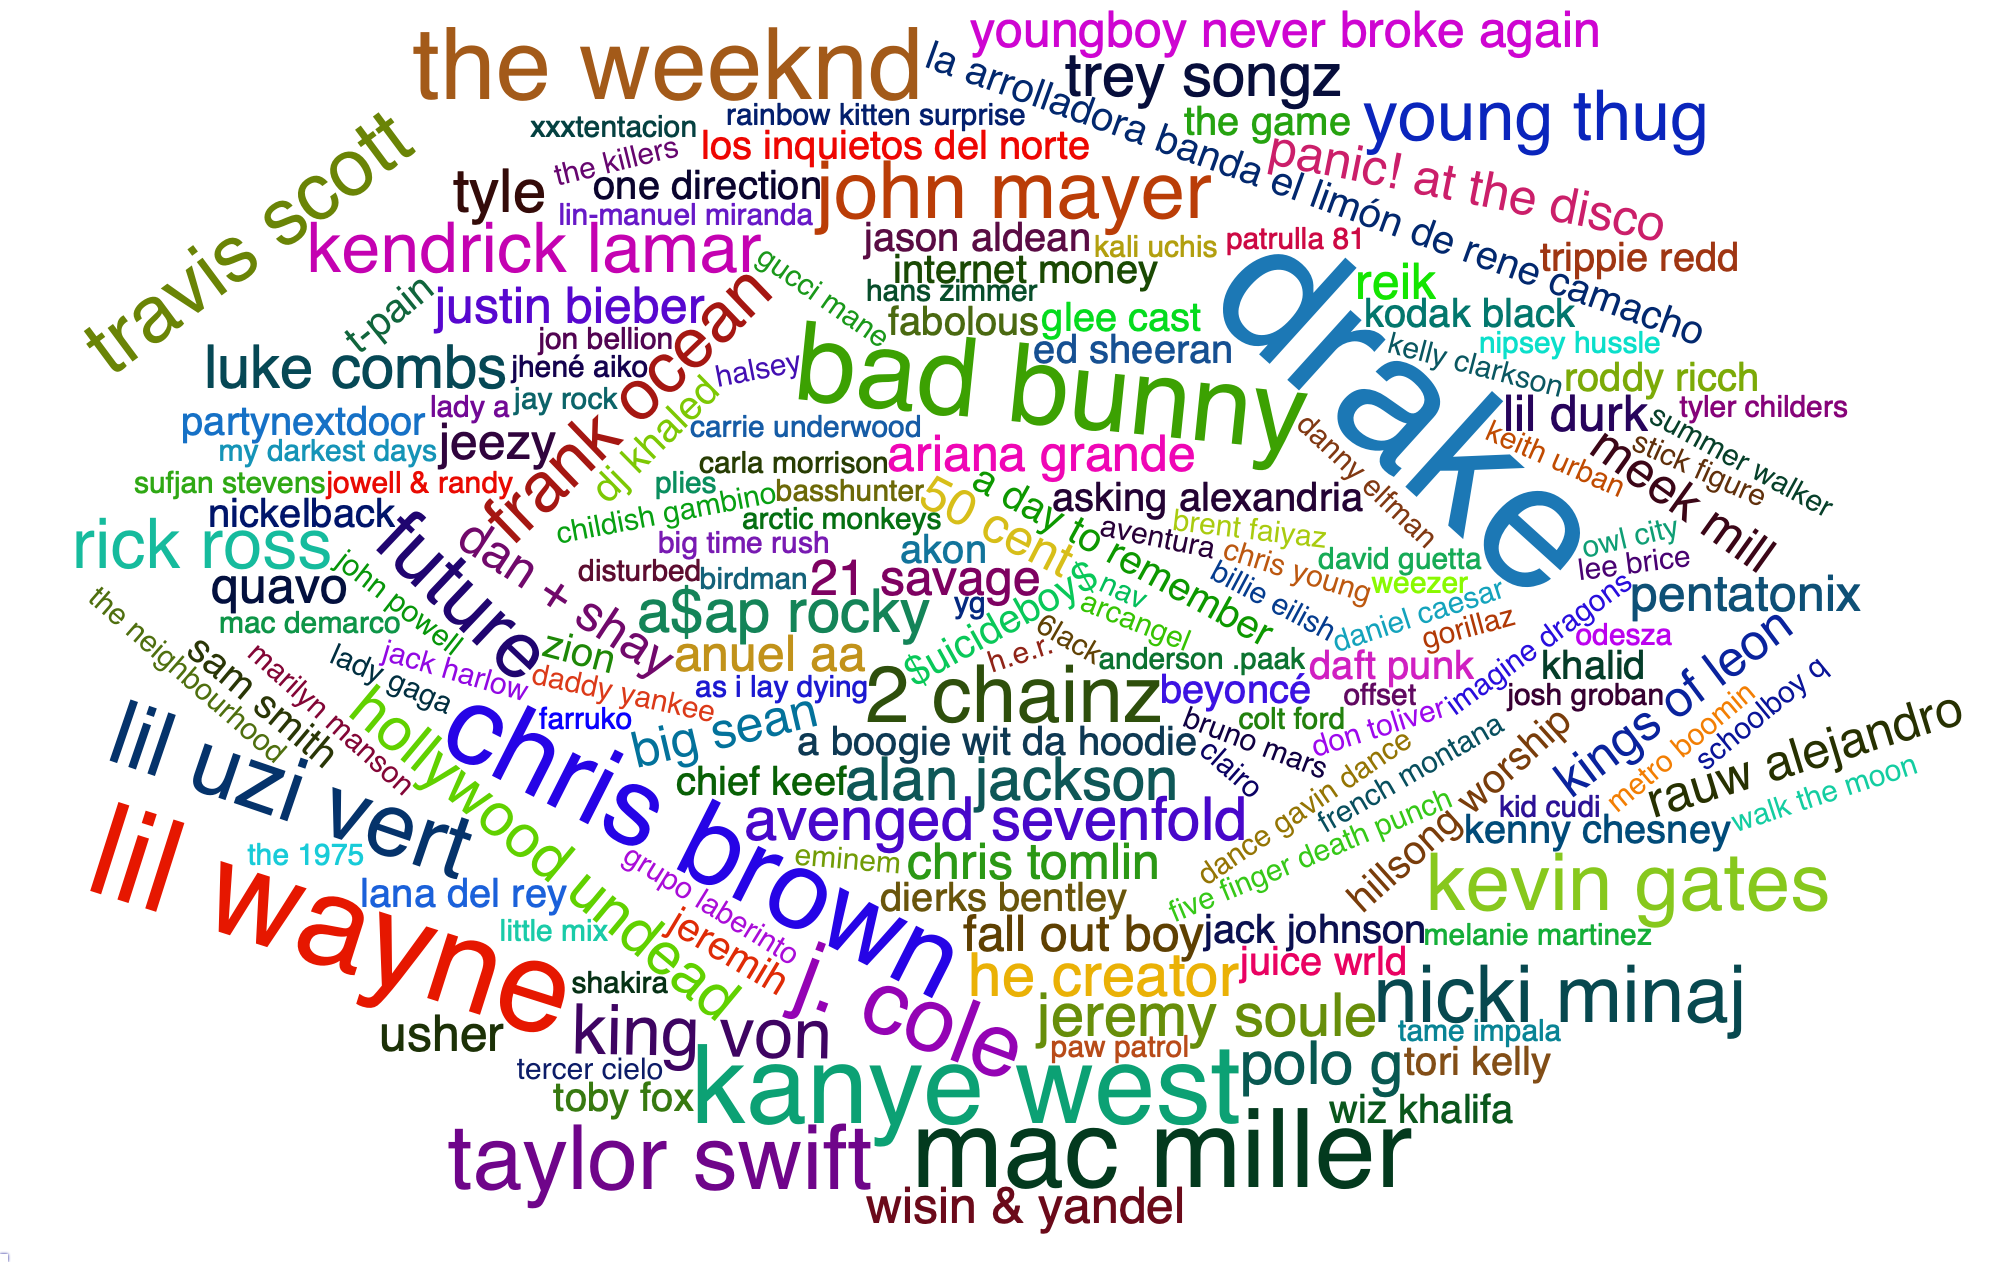 youngboy never broke again
the weeknd
la arrolladora banda el limón de rene camacho
trey songz
young thug
rainbow kitten surprise
the game
xxxtentacion
los inquietos del norte
panic! at the disco
travis scott
the killers
one direction
john mayer
tyle
lin-manuel miranda
kendrick lamar
jason aldean
kali uchis
patrulla 81
trippie redd
gucci mane
internet money
drake
reik
t-pain
justin bieber
hans zimmer
fabolous
glee cast
kodak black
jon bellion
frank ocean
bad bunny
ed sheeran
kelly clarkson
nipsey hussle
luke combs
jhené aiko
halsey
roddy ricch
dj khaled
partynextdoor
lady a
jay rock
carrie underwood
lil durk
tyler childers
my darkest days
jeezy
ariana grande
danny elfman
keith urban
meek mill
stick figure
summer walker
carla morrison
sufjan stevens
jowell & randy
plies
basshunter
50 cent
a day to remember
asking alexandria
childish gambino
nickelback
future
arctic monkeys
aventura
brent faiyaz
rick ross
dan + shay
big time rush
akon
chris young
david guetta
owl city
lee brice
john powell
disturbed
birdman
21 savage
billie eilish
weezer
quavo
a$ap rocky
yg
$uicideboy$
nav
arcangel
daniel caesar
gorillaz
imagine dragons
pentatonix
the neighbourhood
mac demarco
zion
anuel aa
h.e.r.
6lack
anderson .paak
daft punk
odesza
khalid
kings of leon
sam smith
marilyn manson
lady gaga
jack harlow
daddy yankee
as i lay dying
2 chainz
beyoncé
offset
josh groban
lil uzi vert
hollywood undead
chris brown
farruko
big sean
a boogie wit da hoodie
bruno mars
colt ford
don toliver
metro boomin
schoolboy q
rauw alejandro
clairo
dance gavin dance
french montana
hillsong worship
chief keef
alan jackson
walk the moon
avenged sevenfold
five finger death punch
kid cudi
kenny chesney
lil wayne
the 1975
grupo laberinto
eminem
chris tomlin
kevin gates
lana del rey
dierks bentley
little mix
jeremih
j. cole
fall out boy
jack johnson
melanie martinez
shakira
he creator
juice wrld
nicki minaj
usher
king von
jeremy soule
tame impala
tercer cielo
paw patrol
polo g
tori kelly
toby fox
kanye west
wiz khalifa
taylor swift
mac miller
wisin & yandel